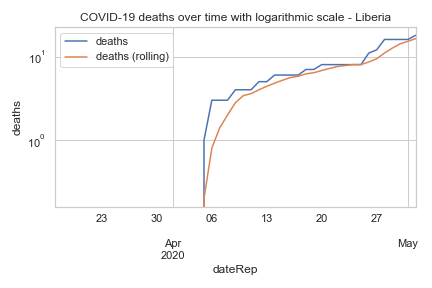 COVID-19 deaths over time with logarithmic scale - Liberia
deaths
deaths (rolling)
10¹
10⁰
deaths
23
30
06
13
20
27
Apr
2020
May
dateRep